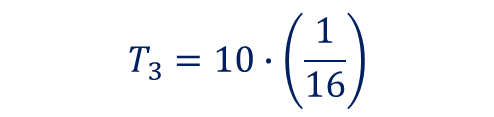 T₃ = 10 · (1/16)